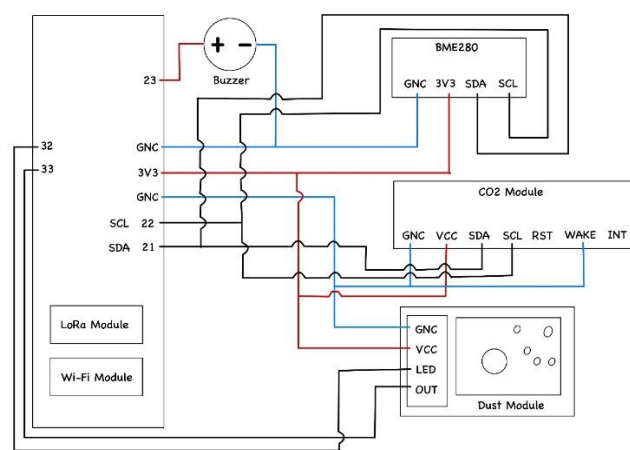 + −
Buzzer
BME280
GNC 3V3 SDA SCL
23
32
33
GNC
3V3
GNC
SCL 22
SDA 21
CO2 Module
GNC VCC SDA SCL RST WAKE INT
LoRa Module
Wi-Fi Module
GNC
VCC
LED
OUT
Dust Module